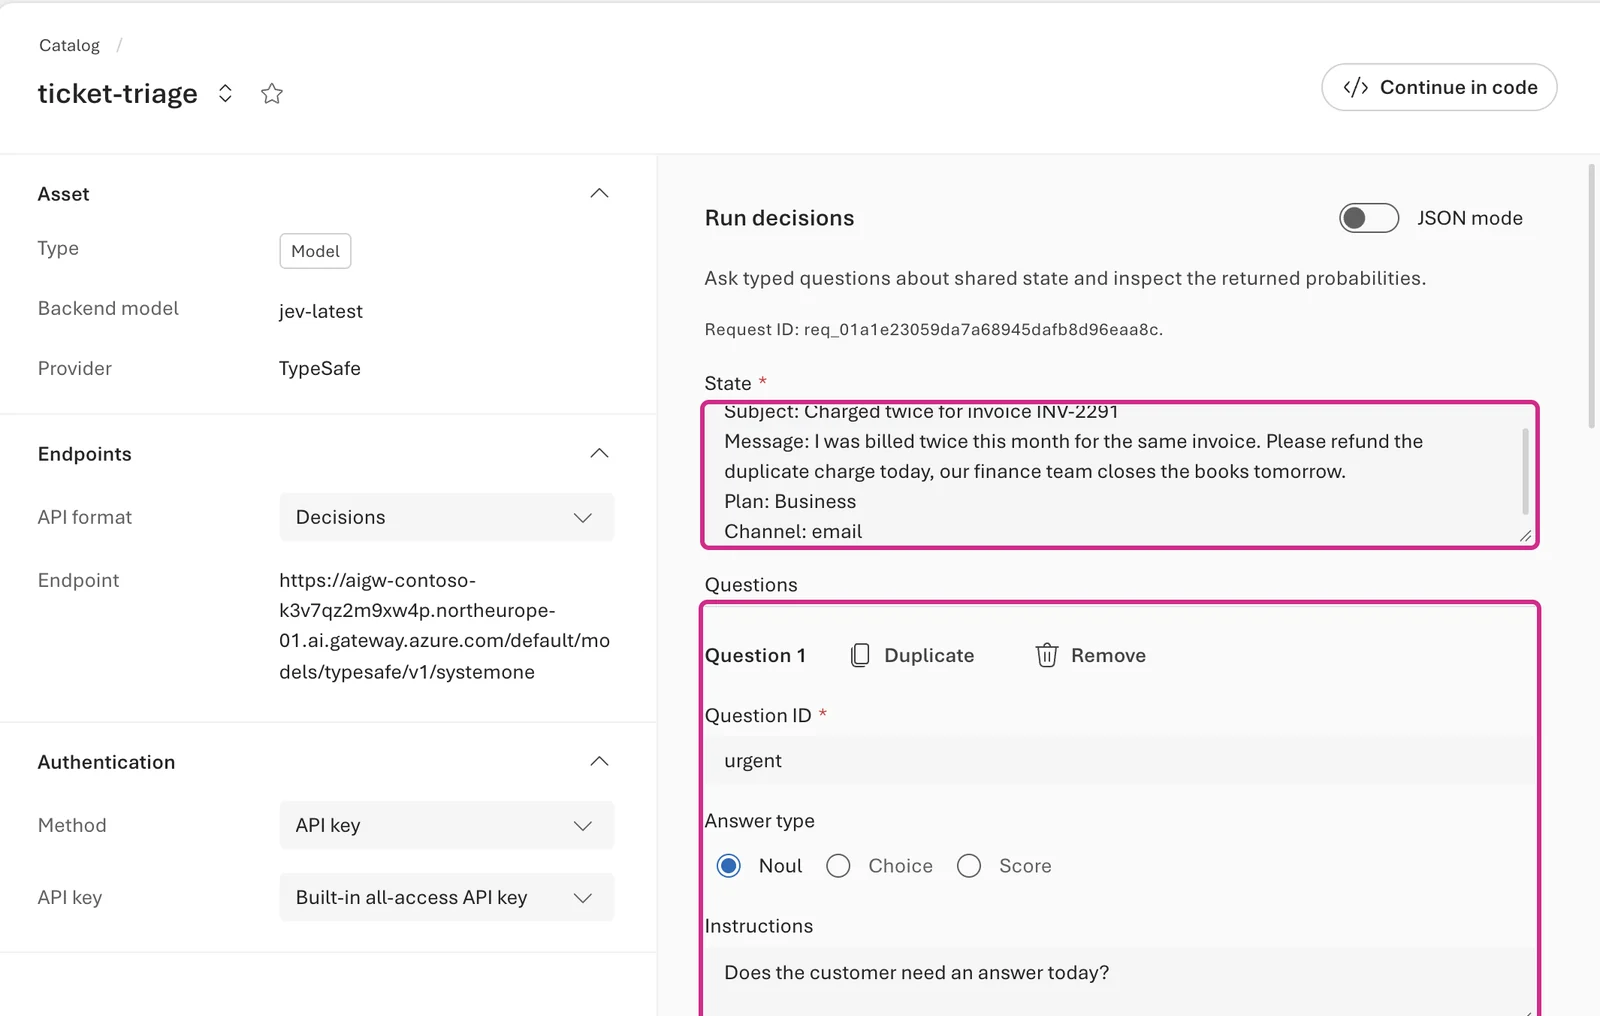 Catalog /
ticket-triage
Continue in code
Asset
Type Model
Backend model jev-latest
Provider TypeSafe
Endpoints
API format Decisions
Endpoint https://aigw-contoso-
k3v7qz2m9xw4p.northeurope-
01.ai.gateway.azure.com/default/mo
dels/typesafe/v1/systemone
Authentication
Method API key
API key Built-in all-access API key
Run decisions JSON mode
Ask typed questions about shared state and inspect the returned probabilities.
Request ID: req_01a1e23059da7a68945dafb8d96eaa8c.
State *
Subject: Charged twice for invoice INV-2291
Message: I was billed twice this month for the same invoice. Please refund the
duplicate charge today, our finance team closes the books tomorrow.
Plan: Business
Channel: email
Questions
Question 1 Duplicate Remove
Question ID *
urgent
Answer type
Noul Choice Score
Instructions
Does the customer need an answer today?